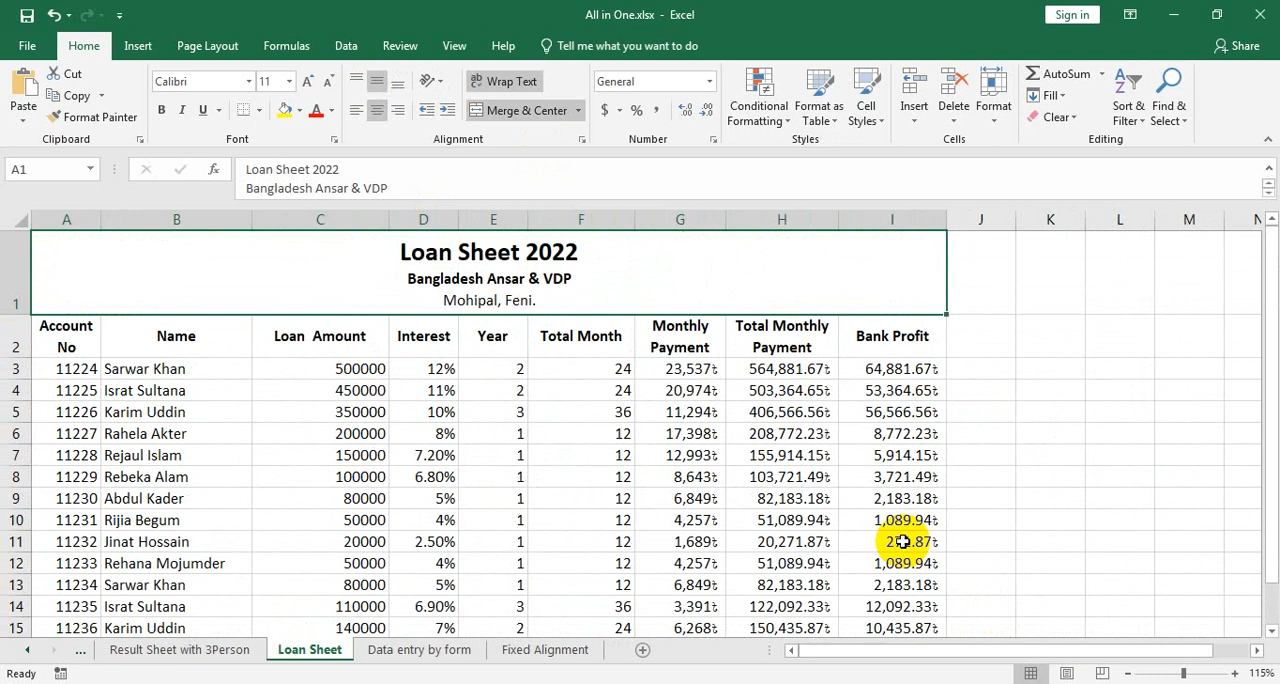 All in One.xlsx - Excel
Sign in
File Home Insert Page Layout Formulas Data Review View Help Tell me what you want to do Share
Paste
Cut
Copy
Format Painter
Clipboard
Calibri 11
B I U
Font
Wrap Text
Merge & Center
Alignment
General
$ % ,
Number
Conditional Formatting
Format as Table
Cell Styles
Styles
Insert Delete Format
Cells
AutoSum
Fill
Clear
Sort & Filter
Find & Select
Editing
A1
fx
Loan Sheet 2022
Bangladesh Ansar & VDP
A B C D E F G H I J K L M N
1
Loan Sheet 2022
Bangladesh Ansar & VDP
Mohipal, Feni.
2 Account No Name Loan Amount Interest Year Total Month Monthly Payment Total Monthly Payment Bank Profit
3 11224 Sarwar Khan 500000 12% 2 24 23,537৳ 564,881.67৳ 64,881.67৳
4 11225 Israt Sultana 450000 11% 2 24 20,974৳ 503,364.65৳ 53,364.65৳
5 11226 Karim Uddin 350000 10% 3 36 11,294৳ 406,566.56৳ 56,566.56৳
6 11227 Rahela Akter 200000 8% 1 12 17,398৳ 208,772.23৳ 8,772.23৳
7 11228 Rejaul Islam 150000 7.20% 1 12 12,993৳ 155,914.15৳ 5,914.15৳
8 11229 Rebeka Alam 100000 6.80% 1 12 8,643৳ 103,721.49৳ 3,721.49৳
9 11230 Abdul Kader 80000 5% 1 12 6,849৳ 82,183.18৳ 2,183.18৳
10 11231 Rijia Begum 50000 4% 1 12 4,257৳ 51,089.94৳ 1,089.94৳
11 11232 Jinat Hossain 20000 2.50% 1 12 1,689৳ 20,271.87৳
12 11233 Rehana Mojumder 50000 4% 1 12 4,257৳ 51,089.94৳ 1,089.94৳
13 11234 Sarwar Khan 80000 5% 1 12 6,849৳ 82,183.18৳ 2,183.18৳
14 11235 Israt Sultana 110000 6.90% 3 36 3,391৳ 122,092.33৳ 12,092.33৳
15 11236 Karim Uddin 140000 7% 2 24 6,268৳ 150,435.87৳ 10,435.87৳
... Result Sheet with 3Person Loan Sheet Data entry by form Fixed Alignment
Ready
115%